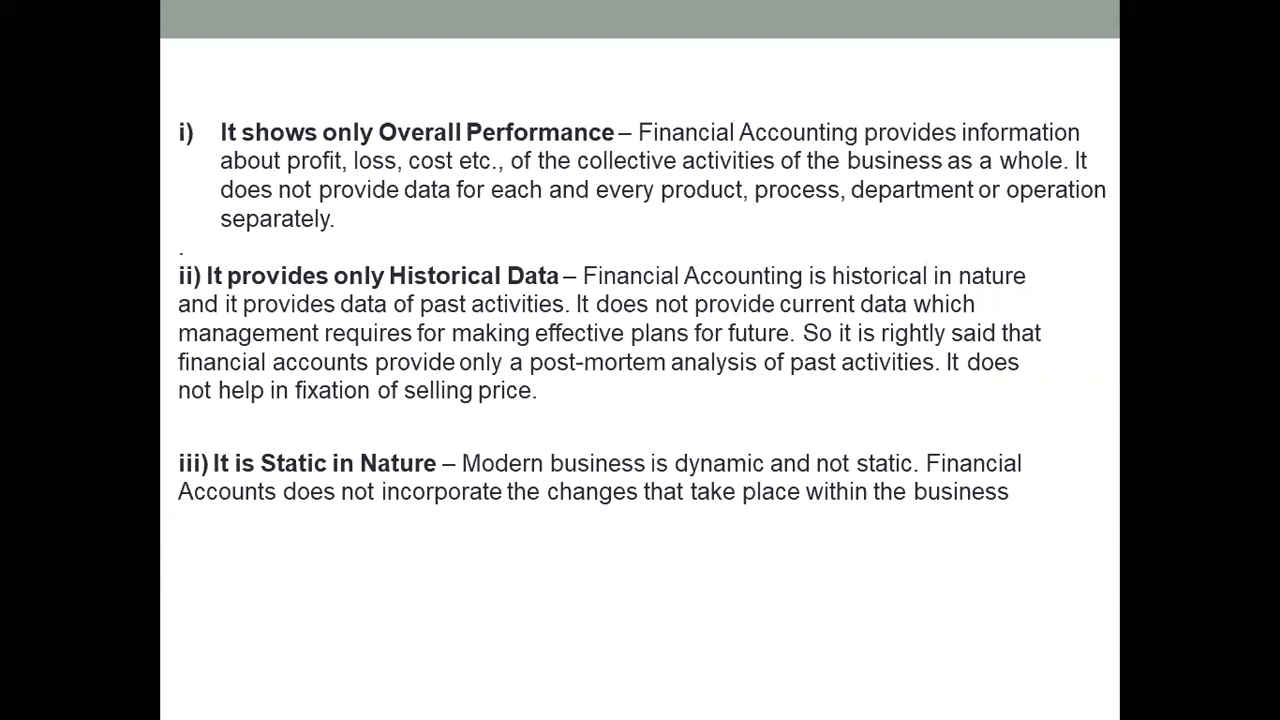 i) It shows only Overall Performance – Financial Accounting provides information
about profit, loss, cost etc., of the collective activities of the business as a whole. It
does not provide data for each and every product, process, department or operation
separately.
.
ii) It provides only Historical Data – Financial Accounting is historical in nature
and it provides data of past activities. It does not provide current data which
management requires for making effective plans for future. So it is rightly said that
financial accounts provide only a post-mortem analysis of past activities. It does
not help in fixation of selling price.
iii) It is Static in Nature – Modern business is dynamic and not static. Financial
Accounts does not incorporate the changes that take place within the business